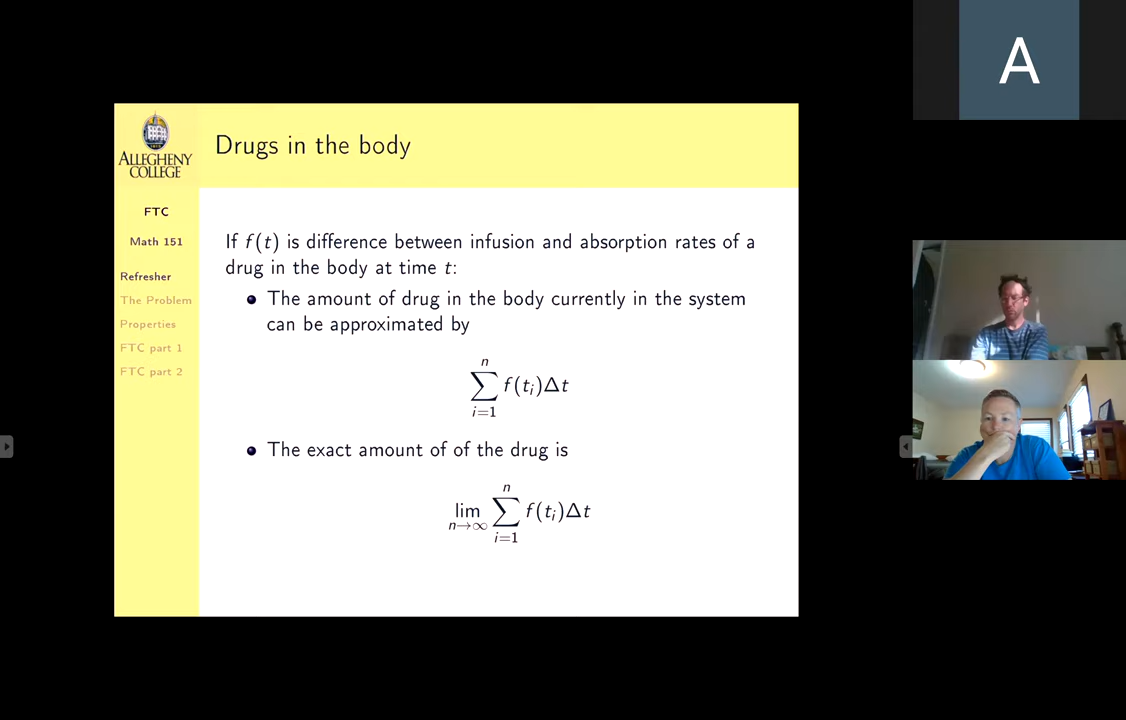 A
ALLEGHENY
COLLEGE
Drugs in the body
FTC
Math 151
Refresher
The Problem
Properties
FTC part 1
FTC part 2
If f(t) is difference between infusion and absorption rates of a
drug in the body at time t:
• The amount of drug in the body currently in the system
can be approximated by
n
∑ f(tᵢ)Δt
i=1
• The exact amount of of the drug is
n
lim ∑ f(tᵢ)Δt
n→∞ i=1